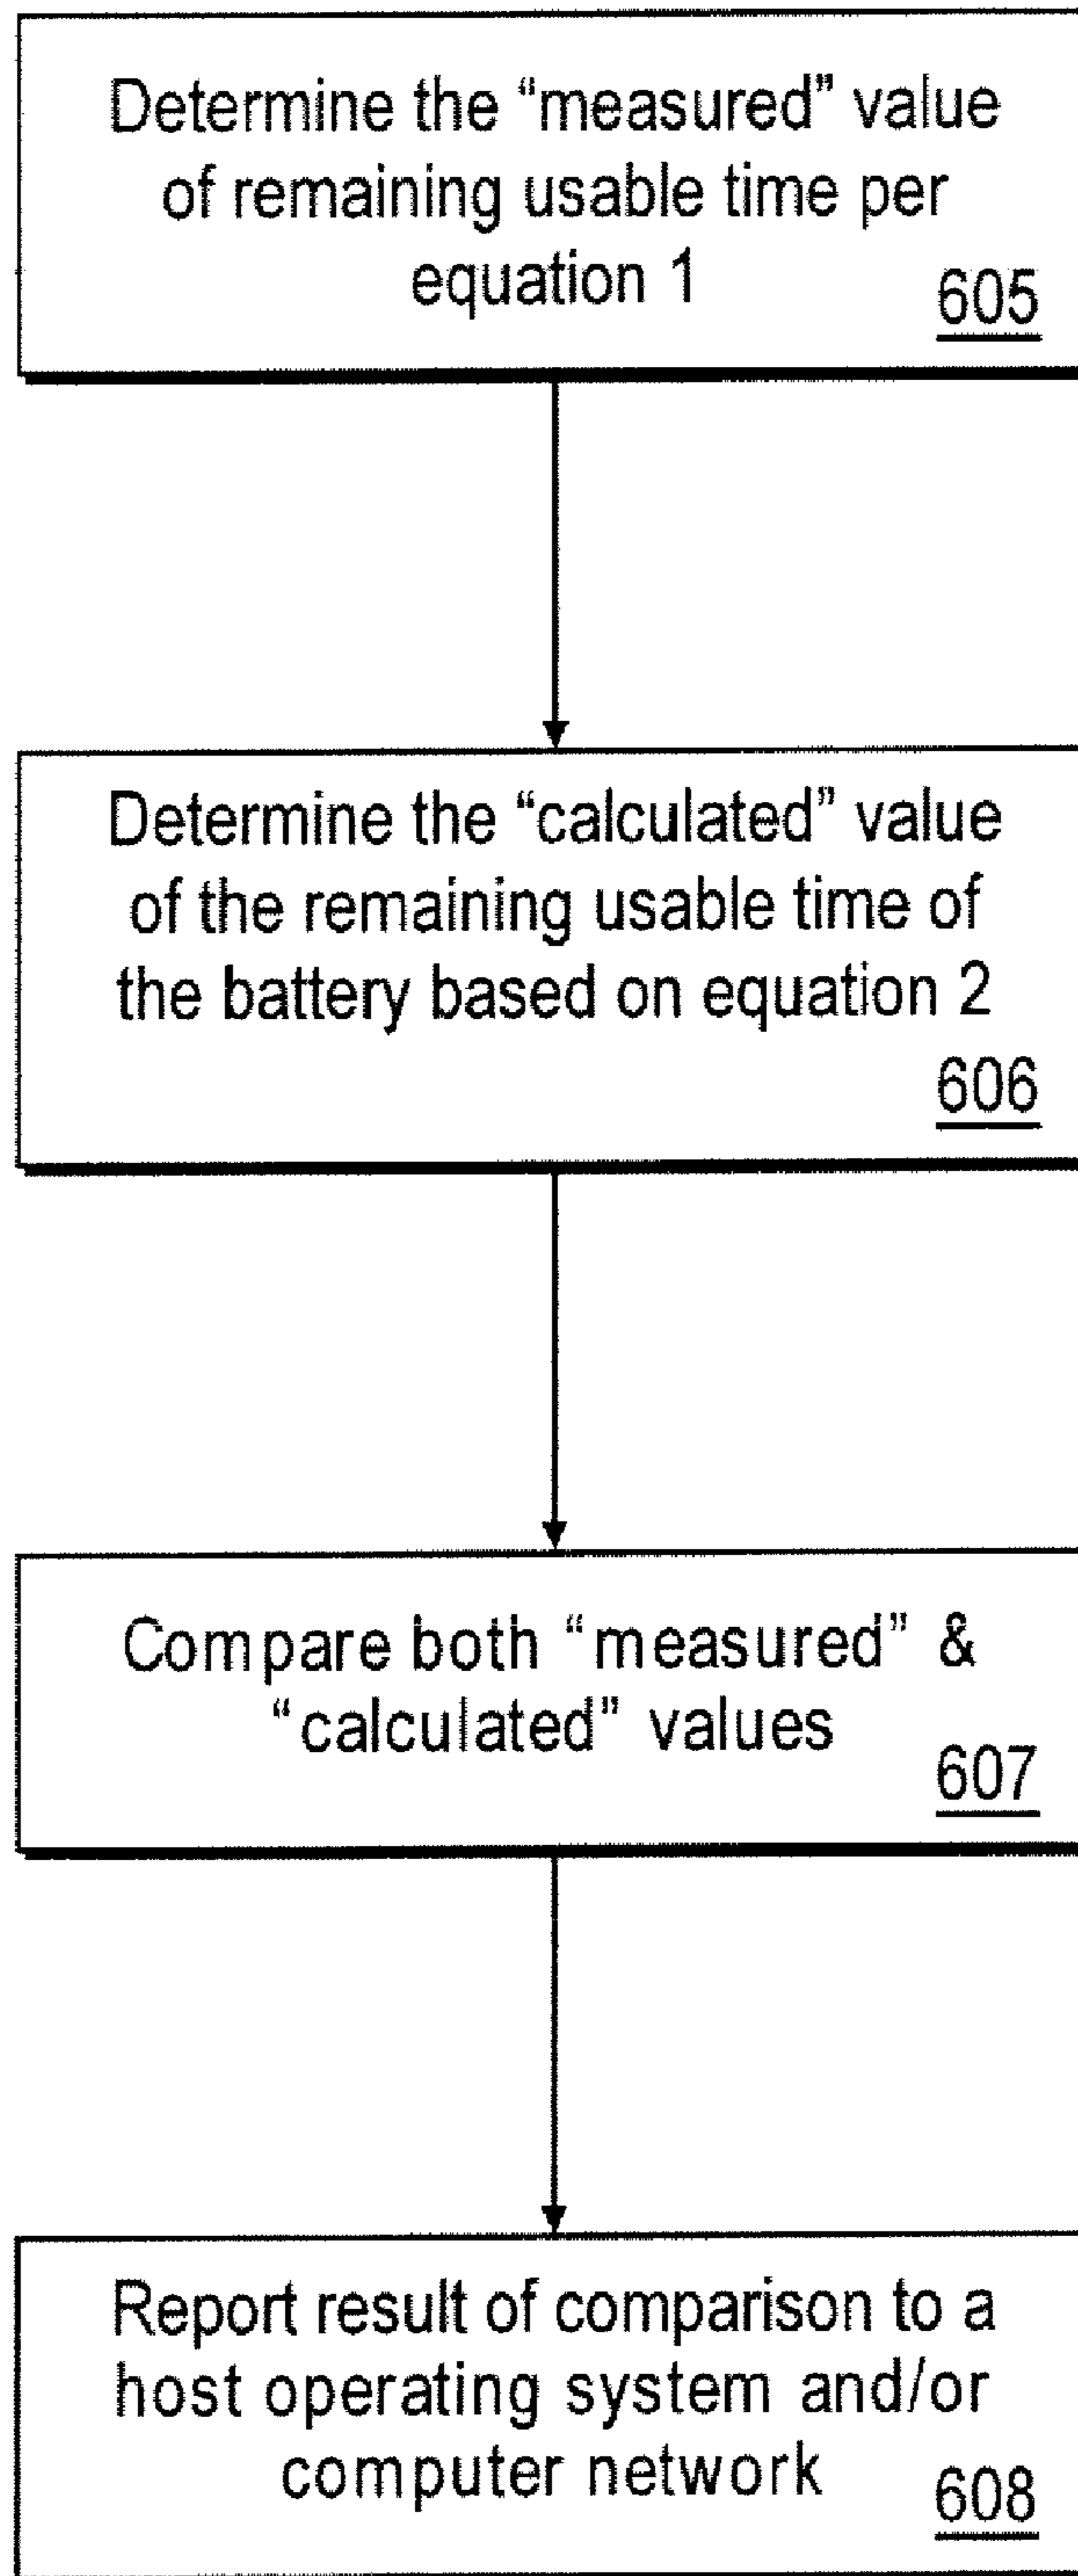 Determine the “measured” value
of remaining usable time per
equation 1
605
Determine the “calculated” value
of the remaining usable time of
the battery based on equation 2
606
Compare both “measured” &
“calculated” values
607
Report result of comparison to a
host operating system and/or
computer network
608